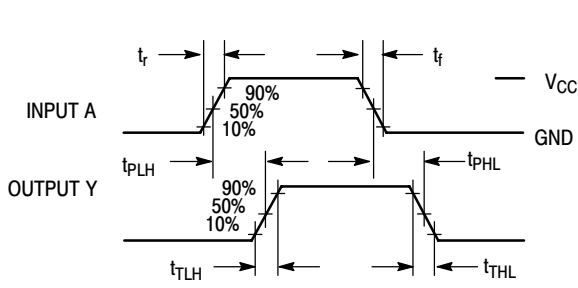 tr
tf
VCC
INPUT A
90%
50%
10%
GND
tPLH
tPHL
OUTPUT Y
90%
50%
10%
tTLH
tTHL